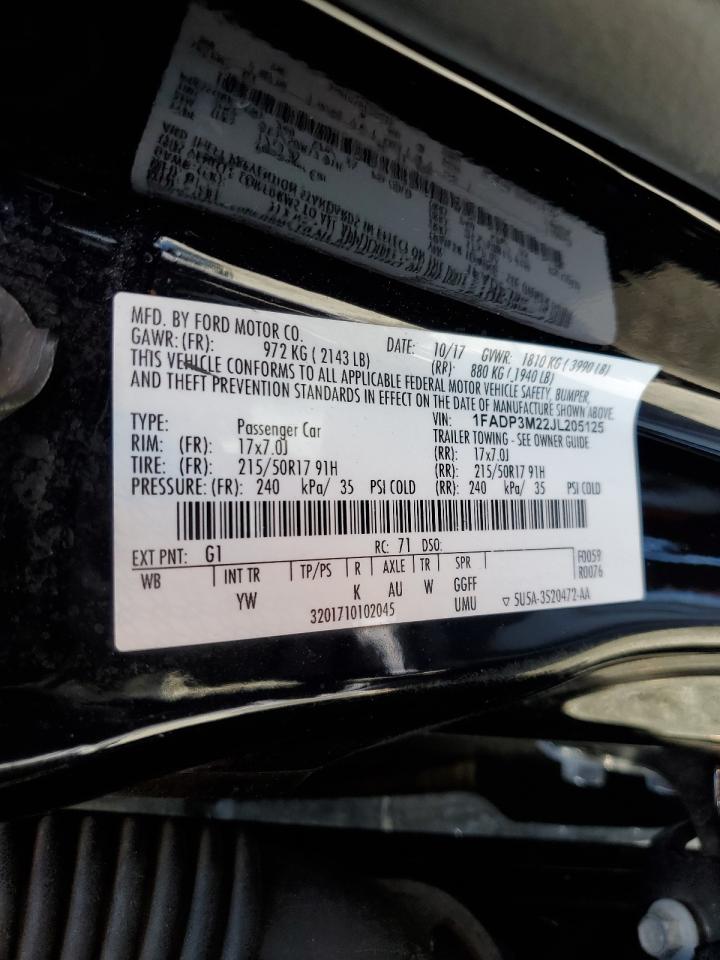 MFD. BY FORD MOTOR CO.
DATE: 10/17 GVWR: 1810 KG ( 3990 LB)
GAWR: (FR): 972 KG ( 2143 LB) (RR): 880 KG ( 1940 LB)
THIS VEHICLE CONFORMS TO ALL APPLICABLE FEDERAL MOTOR VEHICLE SAFETY, BUMPER,
AND THEFT PREVENTION STANDARDS IN EFFECT ON THE DATE OF MANUFACTURE SHOWN ABOVE.
VIN: 1FADP3M22JL205125
TYPE: Passenger Car TRAILER TOWING - SEE OWNER GUIDE
RIM: (FR): 17x7.0J (RR): 17x7.0J
TIRE: (FR): 215/50R17 91H (RR): 215/50R17 91H
PRESSURE: (FR): 240 kPa/ 35 PSI COLD (RR): 240 kPa/ 35 PSI COLD
EXT PNT: G1 RC: 71 DSO: F0059
R0076
WB INT TR TP/PS R AXLE TR SPR
YW K AU W GGFF
UMU
3201710102045 ▽ 5U5A-3520472-AA